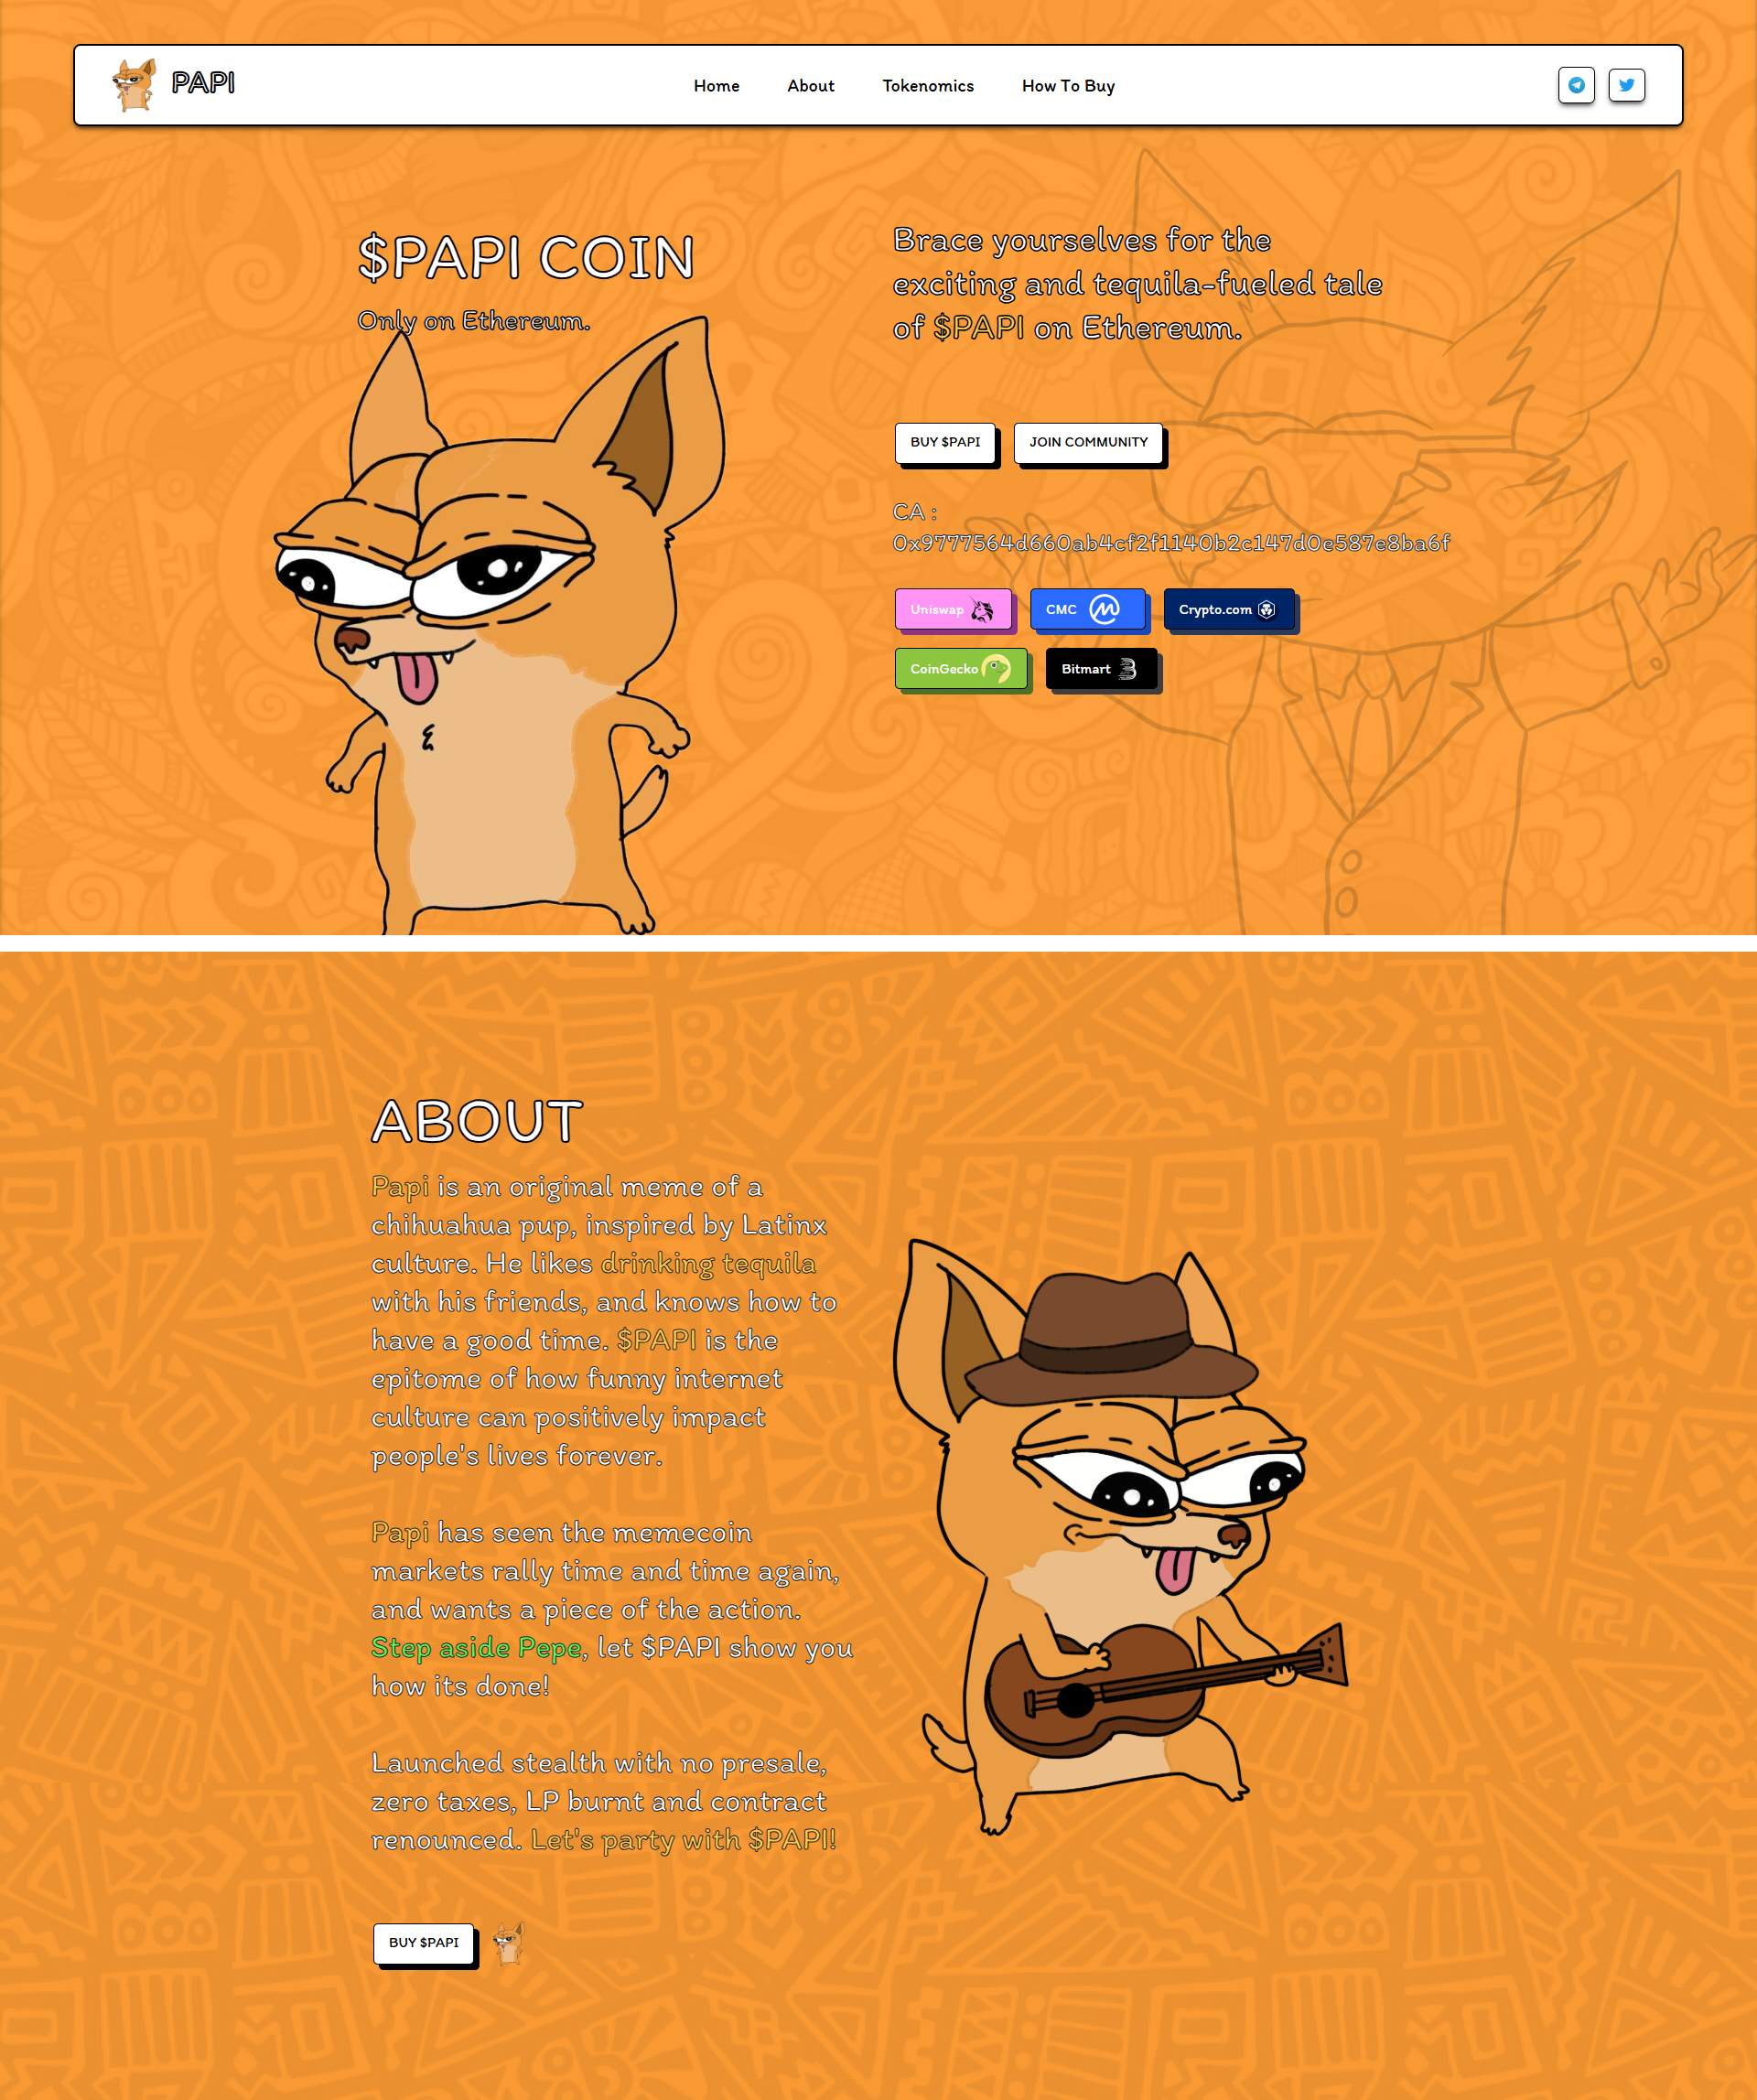 PAPI
Home
About
Tokenomics
How To Buy
$PAPI COIN
Only on Ethereum.
Brace yourselves for the
exciting and tequila-fueled tale
of $PAPI on Ethereum.
BUY $PAPI
JOIN COMMUNITY
CA :
0x9777564d660ab4cf2f1140b2c147d0e587e8ba6f
Uniswap
CMC
Crypto.com
CoinGecko
Bitmart
ABOUT
Papi is an original meme of a
chihuahua pup, inspired by Latinx
culture. He likes drinking tequila
with his friends, and knows how to
have a good time. $PAPI is the
epitome of how funny internet
culture can positively impact
people's lives forever.
Papi has seen the memecoin
markets rally time and time again,
and wants a piece of the action.
Step aside Pepe, let $PAPI show you
how its done!
Launched stealth with no presale,
zero taxes, LP burnt and contract
renounced. Let's party with $PAPI!
BUY $PAPI